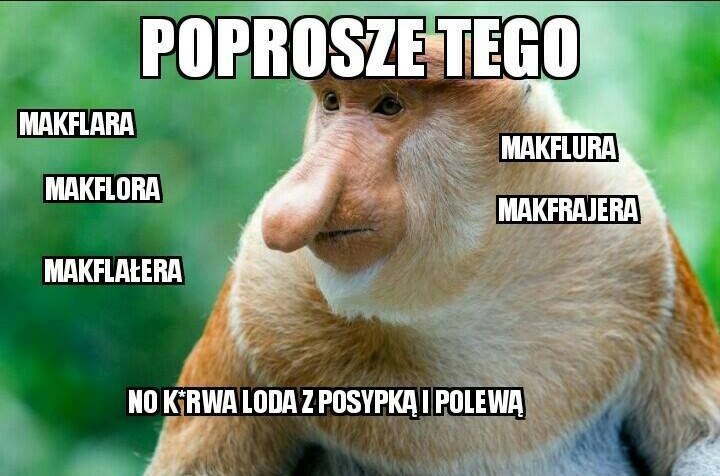 POPROSZE TEGO
MAKFLARA
MAKFLURA
MAKFLORA
MAKFRAJERA
MAKFLAŁERA
NO K*RWA LODA Z POSYPKĄ I POLEWĄ